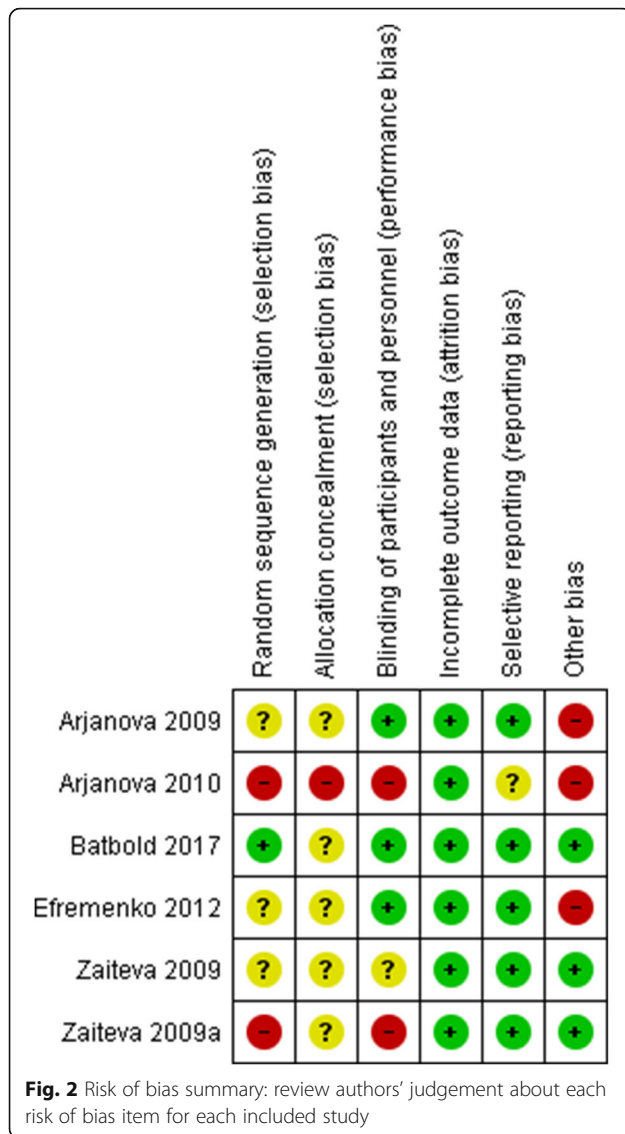 Random sequence generation (selection bias)
Allocation concealment (selection bias)
Blinding of participants and personnel (performance bias)
Incomplete outcome data (attrition bias)
Selective reporting (reporting bias)
Other bias
Arjanova 2009 ? ? + + + -
Arjanova 2010 - - - + ? -
Batbold 2017 + ? + + + +
Efremenko 2012 ? ? + + + -
Zaiteva 2009 ? ? ? + + +
Zaiteva 2009a - ? - + + +
Fig. 2 Risk of bias summary: review authors’ judgement about each
risk of bias item for each included study